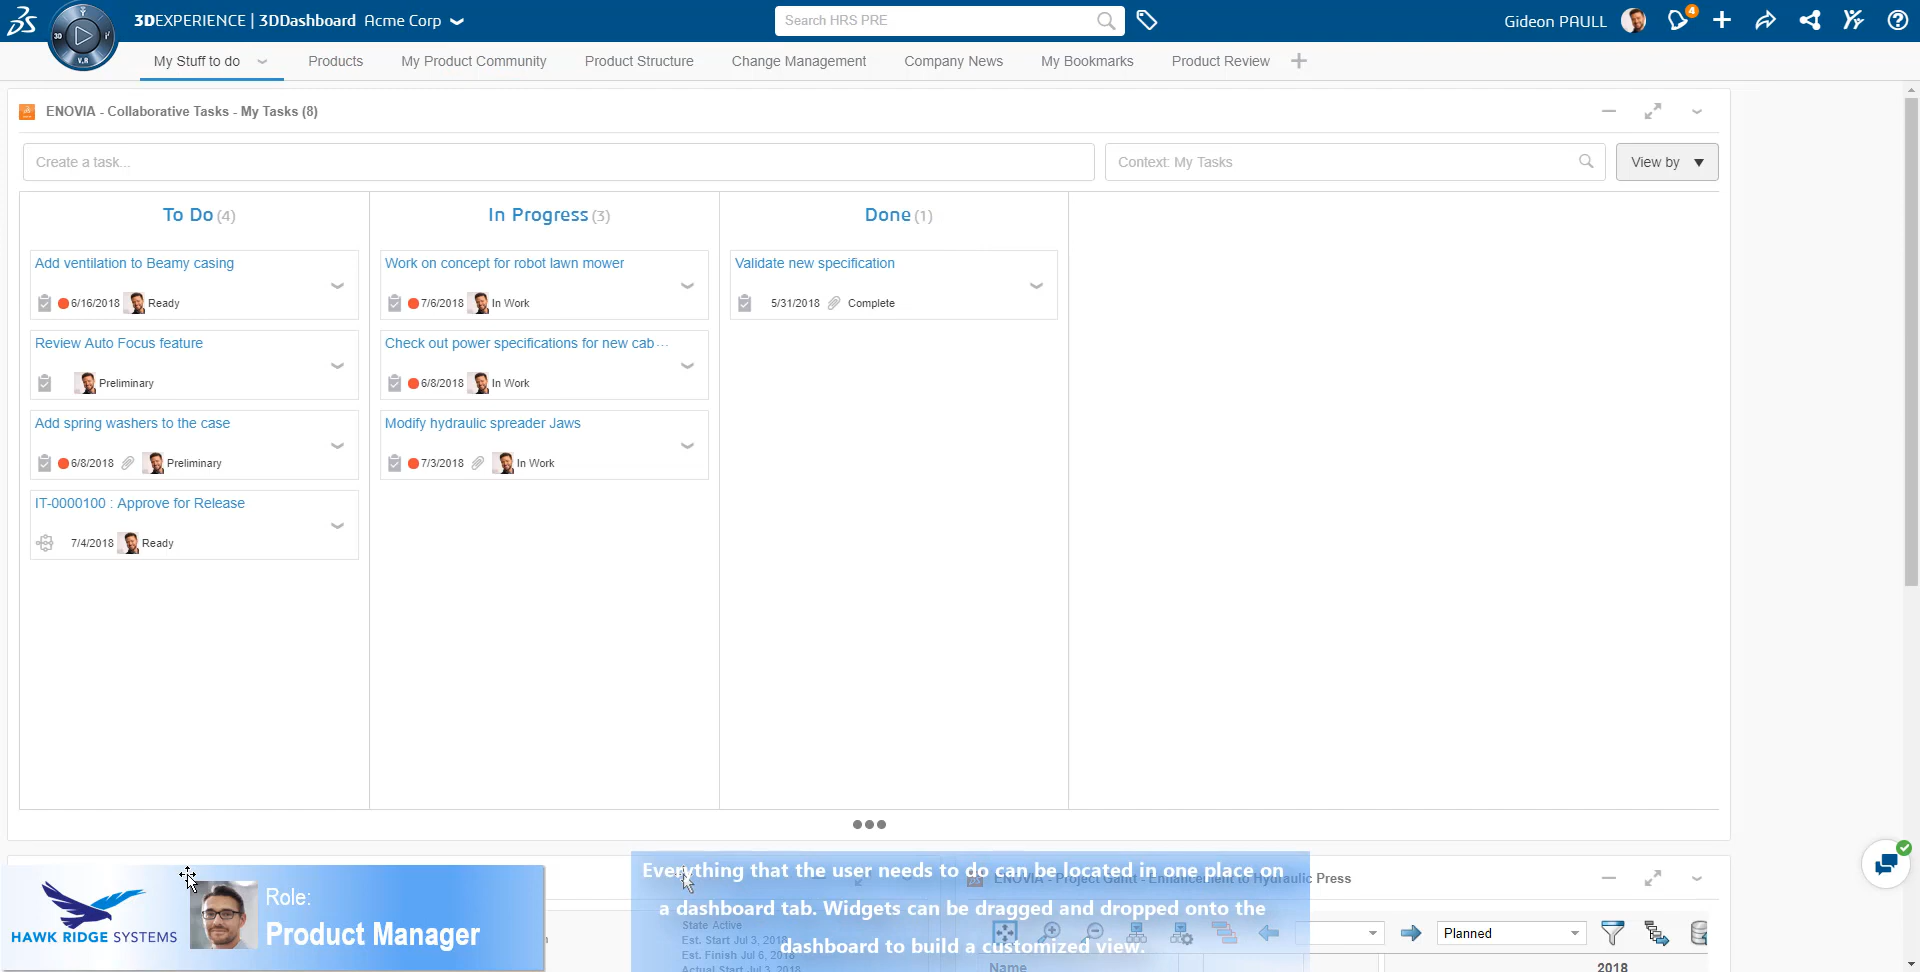 3DEXPERIENCE | 3DDashboard Acme Corp
Search HRS PRE
Gideon PAULL
4
3D
V.R
My Stuff to do
Products
My Product Community
Product Structure
Change Management
Company News
My Bookmarks
Product Review
ENOVIA - Collaborative Tasks - My Tasks (8)
Create a task...
Context: My Tasks
View by
To Do (4)
In Progress (3)
Done (1)
Add ventilation to Beamy casing
6/16/2018 Ready
Work on concept for robot lawn mower
7/6/2018 In Work
Validate new specification
5/31/2018 Complete
Review Auto Focus feature
Preliminary
Check out power specifications for new cab...
6/8/2018 In Work
Add spring washers to the case
6/8/2018 Preliminary
Modify hydraulic spreader Jaws
7/3/2018 In Work
IT-0000100 : Approve for Release
7/4/2018 Ready
HAWK RIDGE SYSTEMS
Role:
Product Manager
Everything that the user needs to do can be located in one place on
a dashboard tab. Widgets can be dragged and dropped onto the
dashboard to build a customized view.
ENOVIA - Project Gantt - Enhancement to Hydraulic Press
State Active
Est. Start Jul 3, 2018
Est. Finish Jul 6, 2018
Actual Start Jul 3, 2018
Planned
Name
2018